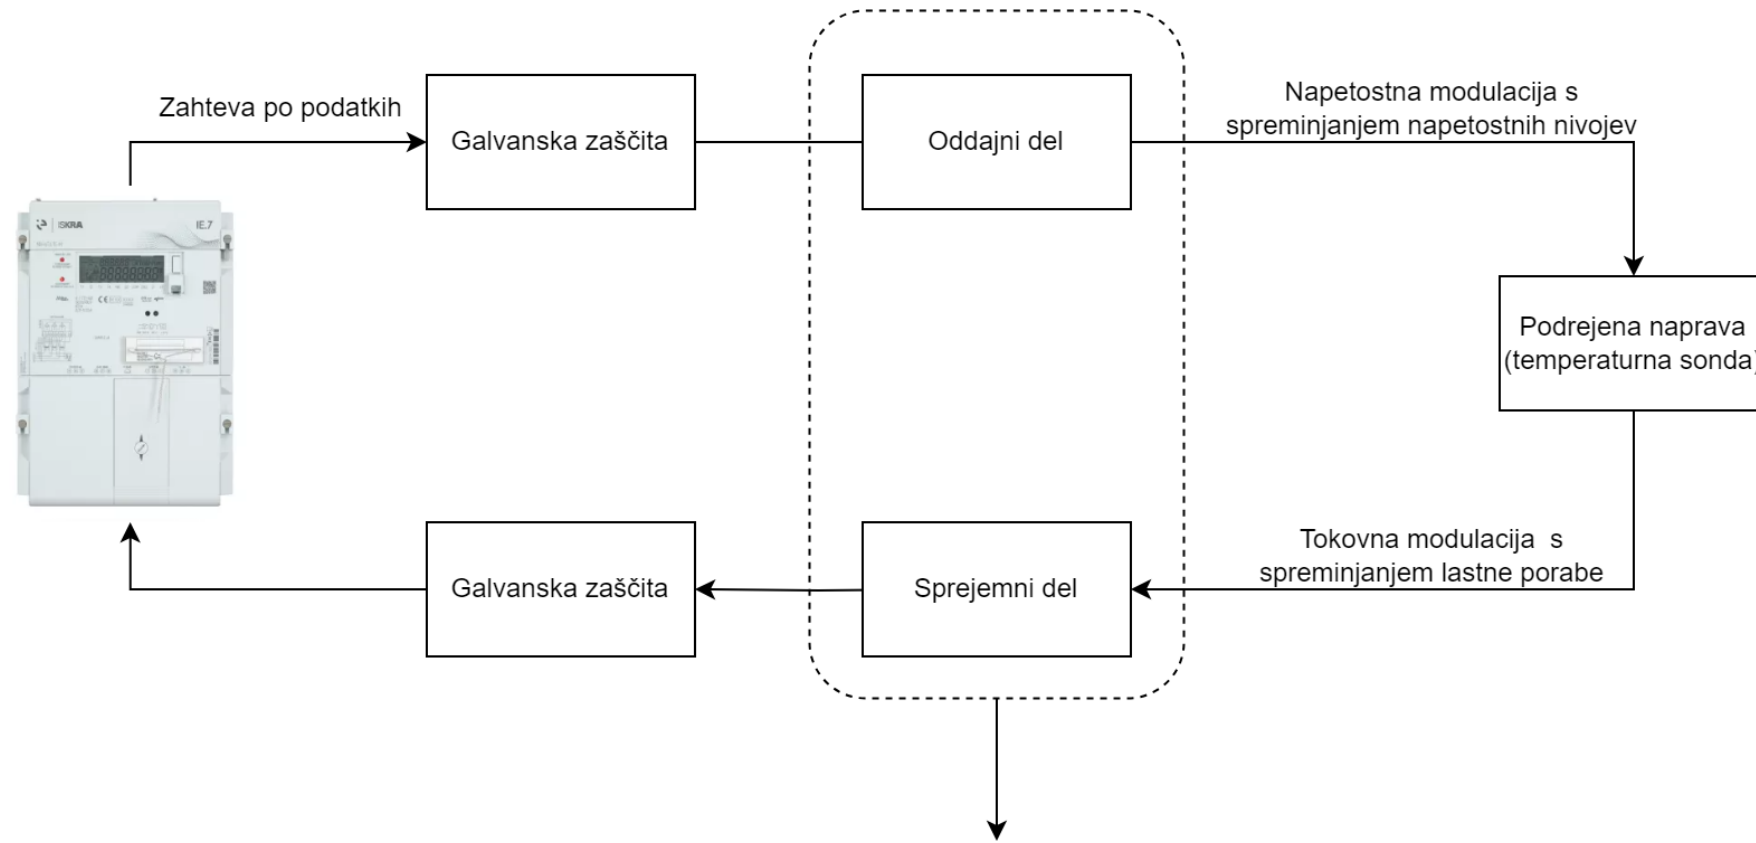 Zahteva po podatkih
Galvanska zaščita
Oddajni del
Napetostna modulacija s
spreminjanjem napetostnih nivojev
ISKRA
IE.7
Podrejena naprava
(temperaturna sonda)
Galvanska zaščita
Sprejemni del
Tokovna modulacija s
spreminjanjem lastne porabe